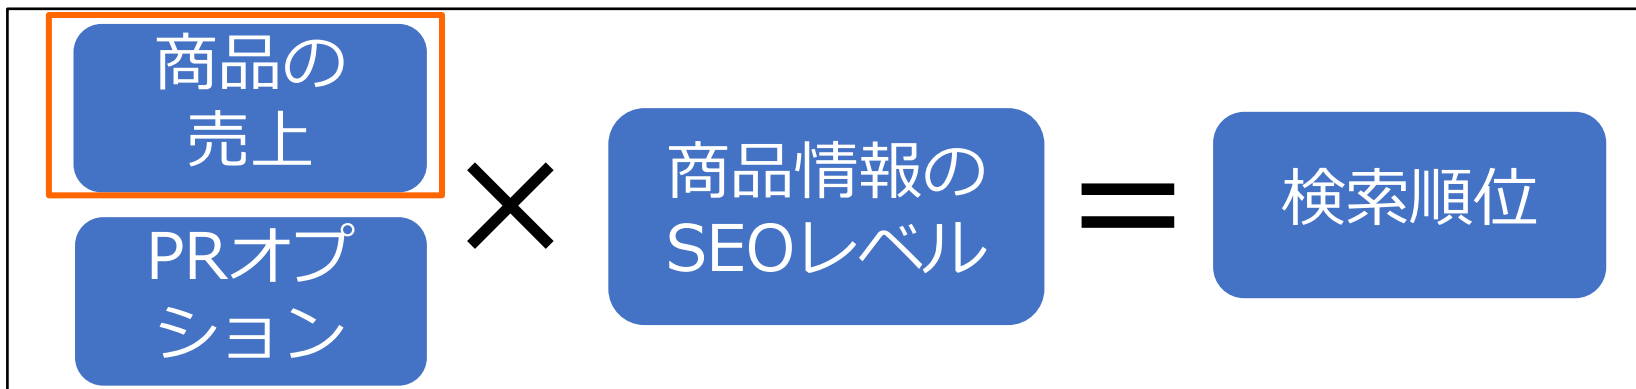 商品の
売上
PRオプ
ション
×
商品情報の
SEOレベル
=
検索順位